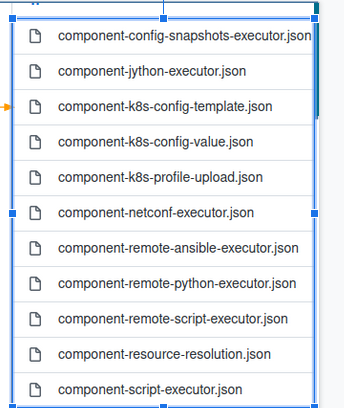 component-config-snapshots-executor.json
component-jython-executor.json
component-k8s-config-template.json
component-k8s-config-value.json
component-k8s-profile-upload.json
component-netconf-executor.json
component-remote-ansible-executor.json
component-remote-python-executor.json
component-remote-script-executor.json
component-resource-resolution.json
component-script-executor.json